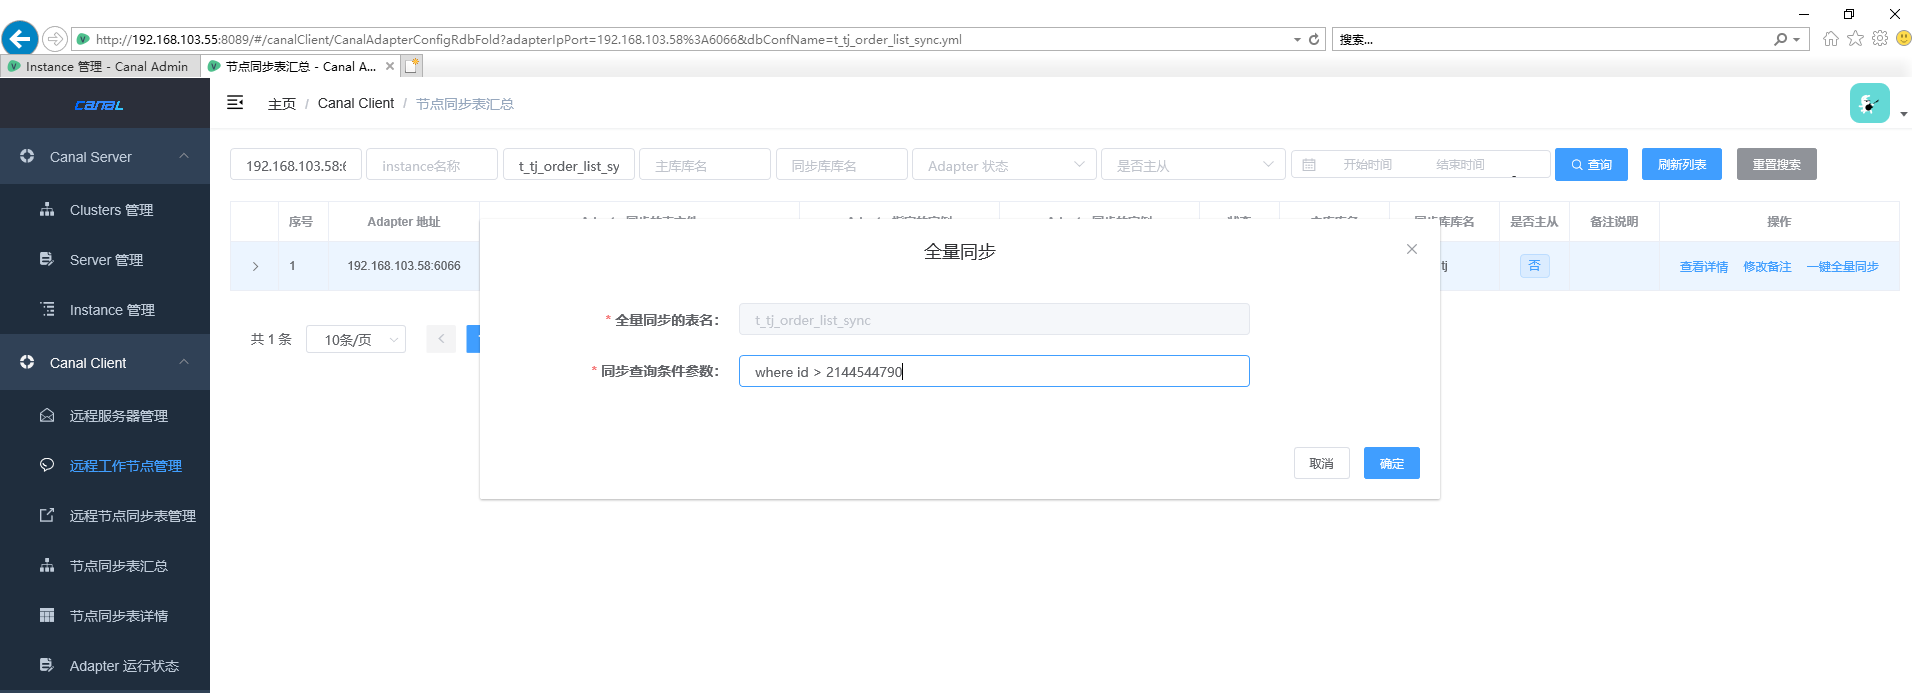 http://192.168.103.55:8089/#/canalClient/CanalAdapterConfigRdbFold?adapterIpPort=192.168.103.58%3A6066&dbConfName=t_tj_order_list_sync.yml
搜索...
Instance 管理 - Canal Admin
节点同步表汇总 - Canal A...
CANAL
主页 / Canal Client / 节点同步表汇总
Canal Server
Clusters 管理
Server 管理
Instance 管理
Canal Client
远程服务器管理
远程工作节点管理
远程节点同步表管理
节点同步表汇总
节点同步表详情
Adapter 运行状态
192.168.103.58:6
instance名称
t_tj_order_list_sy
主库库名
同步库库名
Adapter 状态
是否主从
开始时间
结束时间
查询
刷新列表
重置搜索
序号
Adapter 地址
库库名
是否主从
备注说明
操作
1
192.168.103.58:6066
tj
否
查看详情
修改备注
一键全量同步
共 1 条
10条/页
全量同步
* 全量同步的表名:
t_tj_order_list_sync
* 同步查询条件参数:
where id > 2144544790
取消
确定